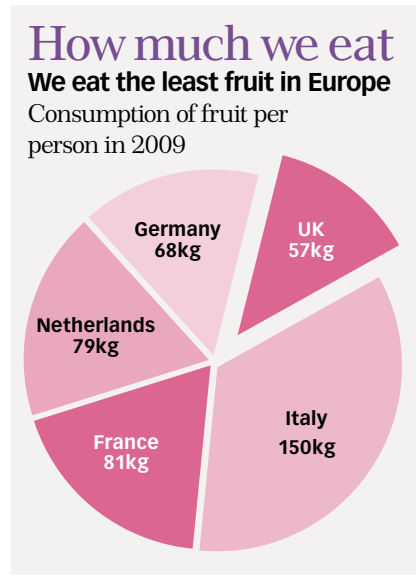 How much we eat
We eat the least fruit in Europe
Consumption of fruit per
person in 2009
Germany
68kg
UK
57kg
Netherlands
79kg
Italy
150kg
France
81kg